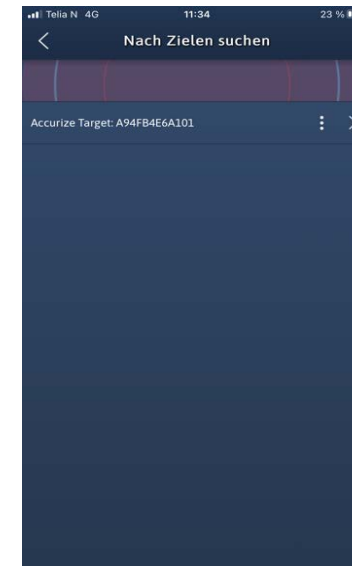 Telia N 4G 11:34 23 %
Nach Zielen suchen
Accurize Target: A94FB4E6A101